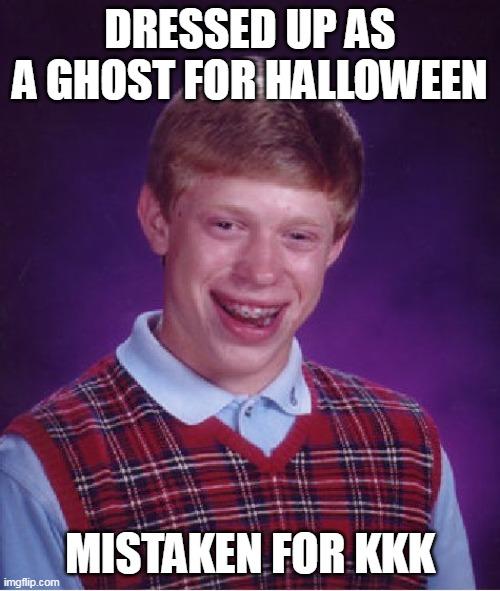 DRESSED UP AS
A GHOST FOR HALLOWEEN
MISTAKEN FOR KKK
imgflip.com